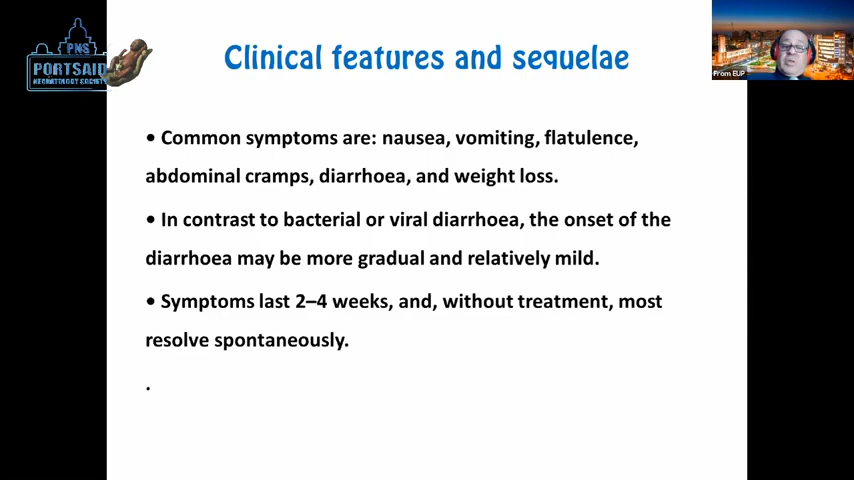 PNS
PORTSAID
NEONATOLOGY SOCIETY
Clinical features and sequelae
From EUP
• Common symptoms are: nausea, vomiting, flatulence,
abdominal cramps, diarrhoea, and weight loss.
• In contrast to bacterial or viral diarrhoea, the onset of the
diarrhoea may be more gradual and relatively mild.
• Symptoms last 2–4 weeks, and, without treatment, most
resolve spontaneously.
.